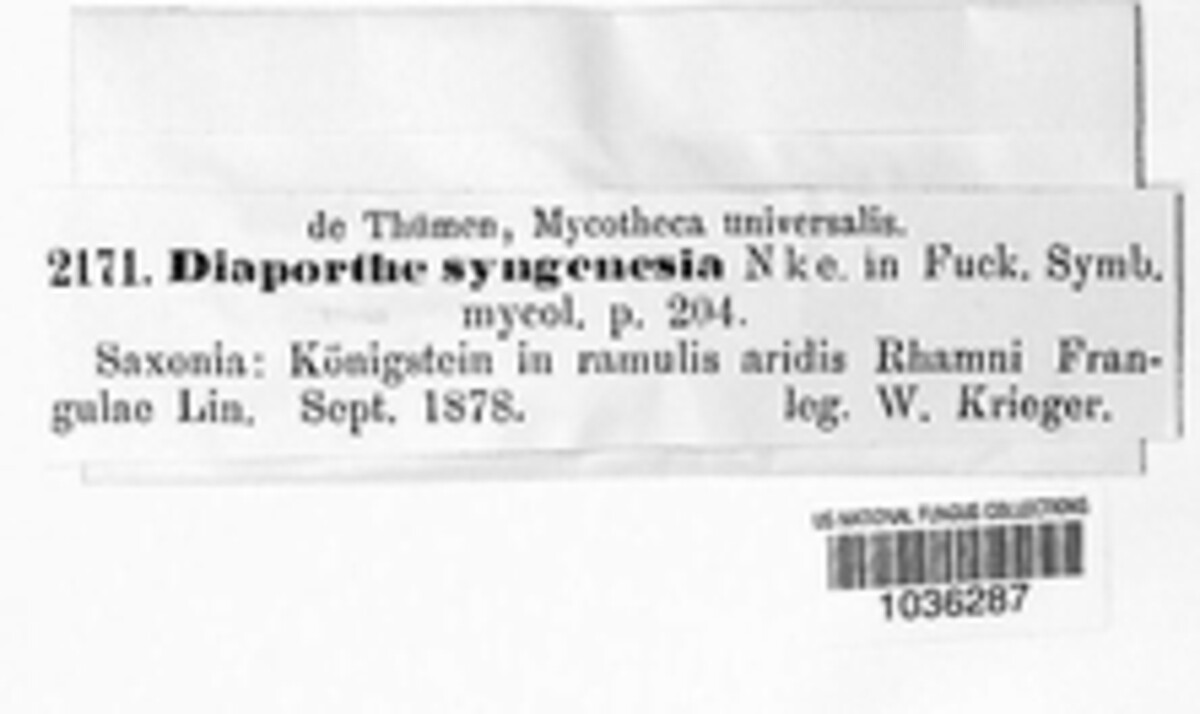 de Thümen, Mycotheca universalis.
2171. Diaporthe syngenesia Nke. in Fuck. Symb.
mycol. p. 204.
Saxonia: Königstein in ramulis aridis Rhamni Fran-
gulae Lin. Sept. 1878. leg. W. Krieger.
US NATIONAL FUNGUS COLLECTIONS
1036287